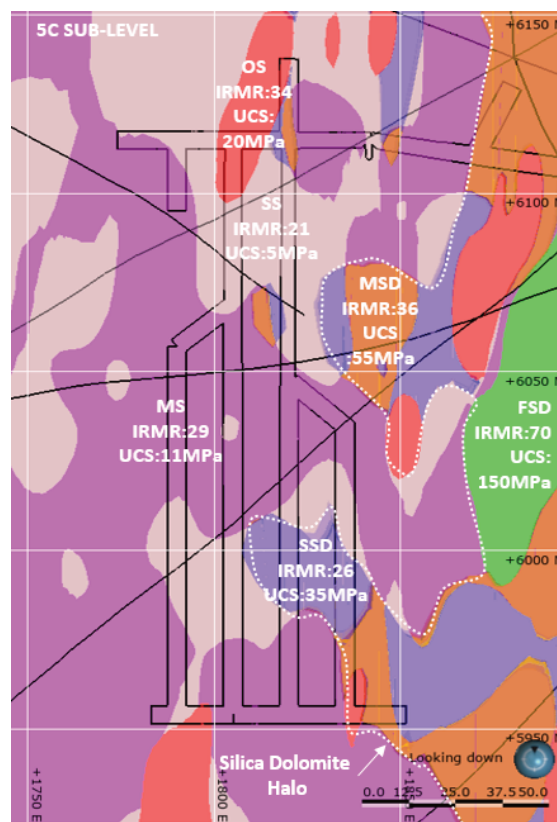 5C SUB-LEVEL
+6150 N
OS
IRMR:34
UCS:
20MPa
+6100 N
SS
IRMR:21
UCS:5MPa
MSD
IRMR:36
UCS
:55MPa
+6050 N
MS
IRMR:29
UCS:11MPa
FSD
IRMR:70
UCS:
150MPa
+6000 N
SSD
IRMR:26
UCS:35MPa
+5950 N
Silica Dolomite
Halo
Looking down
+1750 E
+1800 E
0.0 12.5 25.0 37.5 50.0